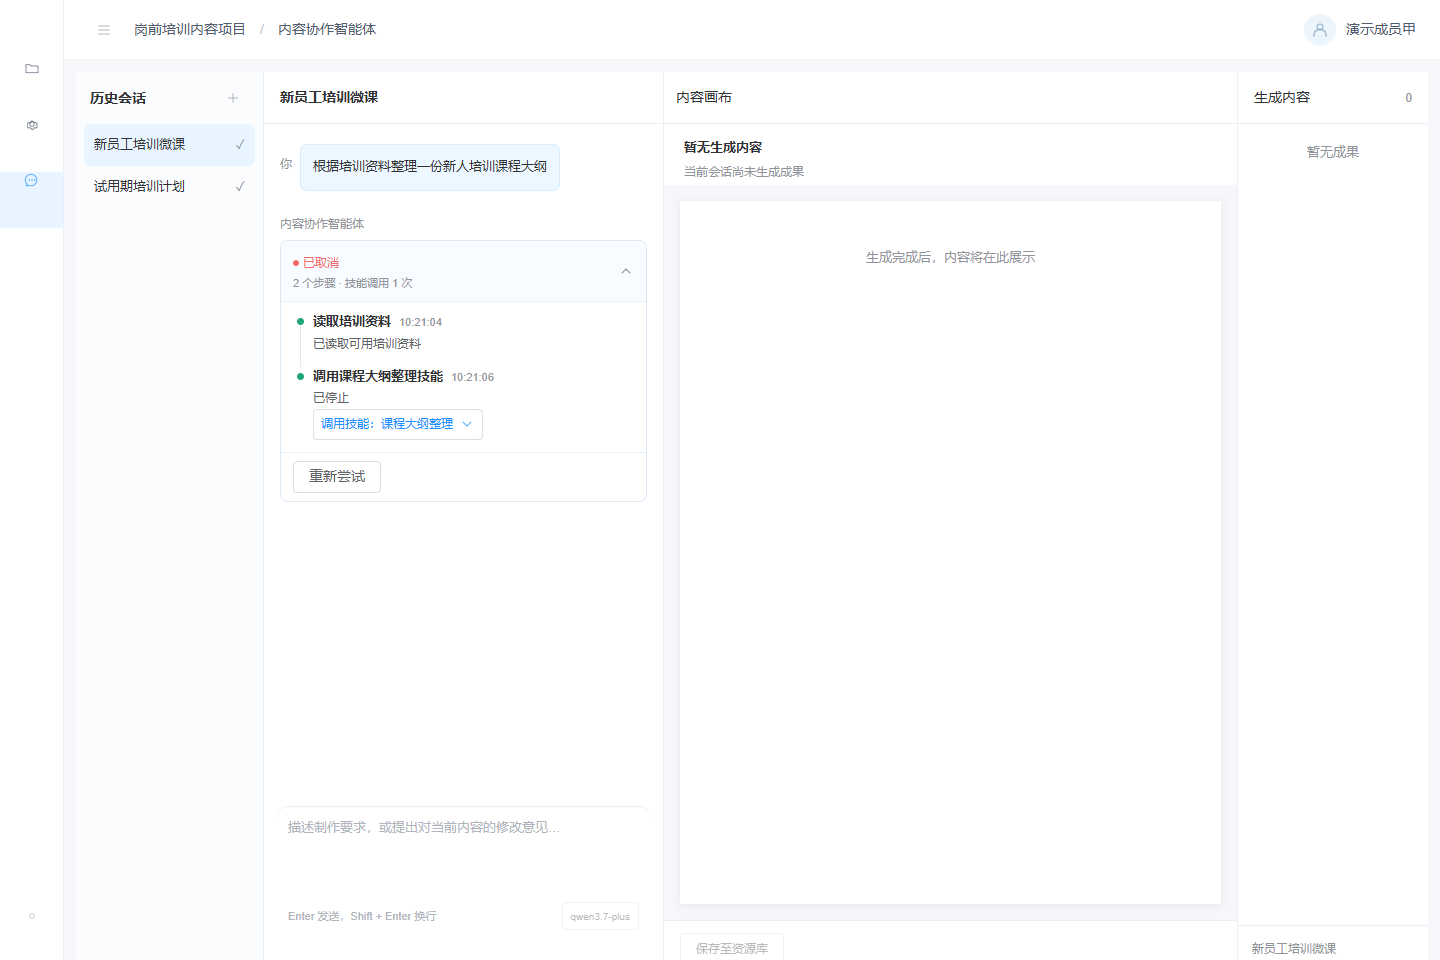 岗前培训内容项目 / 内容协作智能体
演示成员甲
历史会话
新员工培训微课
试用期培训计划
新员工培训微课
你
根据培训资料整理一份新人培训课程大纲
内容协作智能体
已取消
2 个步骤 · 技能调用 1 次
读取培训资料 10:21:04
已读取可用培训资料
调用课程大纲整理技能 10:21:06
已停止
调用技能：课程大纲整理
重新尝试
描述制作要求，或提出对当前内容的修改意见...
Enter 发送，Shift + Enter 换行
qwen3.7-plus
内容画布
暂无生成内容
当前会话尚未生成成果
生成完成后，内容将在此展示
保存至资源库
生成内容 0
暂无成果
新员工培训微课